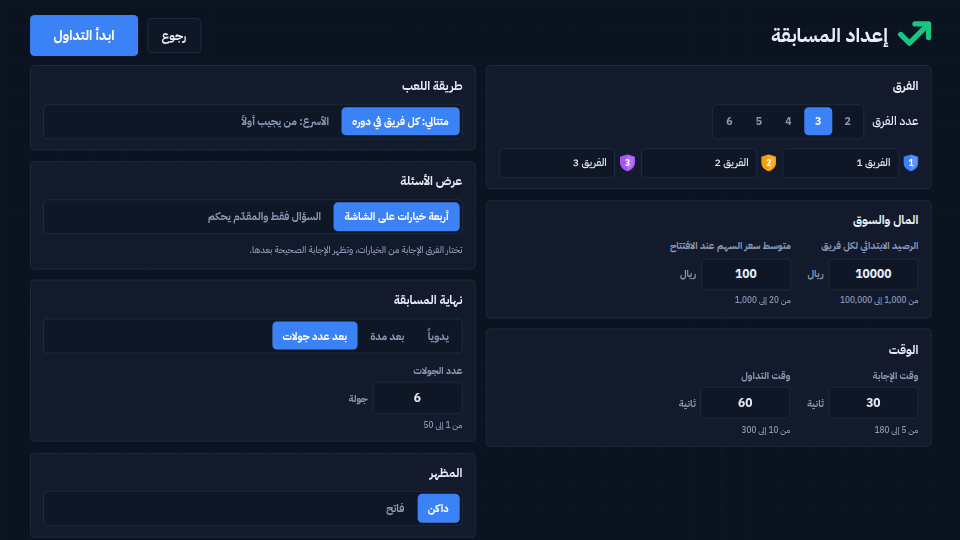 إعداد المسابقة
رجوع
ابدأ التداول
الفرق
عدد الفرق
2 3 4 5 6
1 الفريق 1
2 الفريق 2
3 الفريق 3
المال والسوق
الرصيد الابتدائي لكل فريق
10000 ريال
من 1,000 إلى 100,000
متوسط سعر السهم عند الافتتاح
100 ريال
من 20 إلى 1,000
الوقت
وقت الإجابة
30 ثانية
من 5 إلى 180
وقت التداول
60 ثانية
من 10 إلى 300
طريقة اللعب
متتالي: كل فريق في دوره
الأسرع: من يجيب أولاً
عرض الأسئلة
أربعة خيارات على الشاشة
السؤال فقط والمقدّم يحكم
تختار الفرق الإجابة من الخيارات، وتظهر الإجابة الصحيحة بعدها.
نهاية المسابقة
يدوياً
بعد مدة
بعد عدد جولات
عدد الجولات
6 جولة
من 1 إلى 50
المظهر
داكن
فاتح